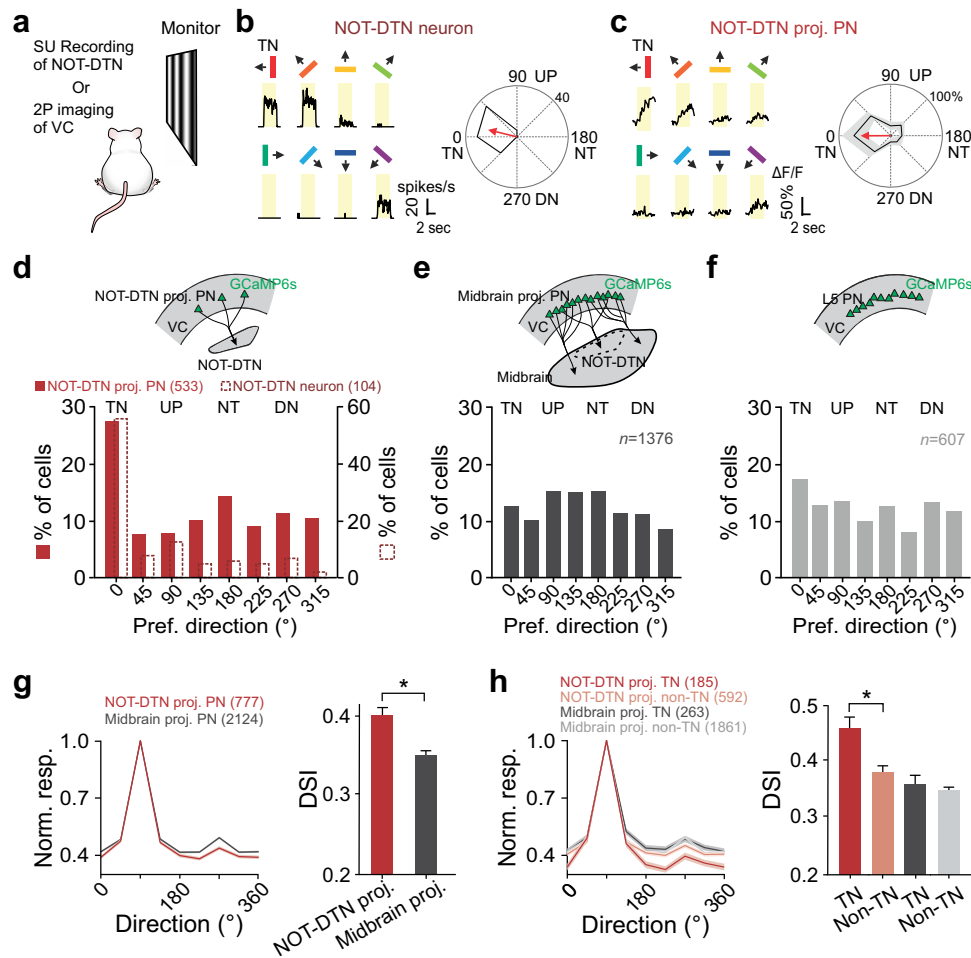 a
SU Recording
of NOT-DTN
Or
2P imaging
of VC
Monitor
b
NOT-DTN neuron
TN
90 UP
40
0
TN
180
NT
270 DN
spikes/s
20
2 sec
c
NOT-DTN proj. PN
TN
90 UP
100%
0
TN
180
NT
270 DN
ΔF/F
50%
2 sec
d
GCaMP6s
NOT-DTN proj. PN
VC
NOT-DTN
NOT-DTN proj. PN (533)
NOT-DTN neuron (104)
30
20
10
0
% of cells
TN UP NT DN
60
40
20
0
% of cells
0 45 90 135 180 225 270 315
Pref. direction (°)
e
GCaMP6s
Midbrain proj. PN
VC
NOT-DTN
Midbrain
TN UP NT DN
n=1376
30
20
10
0
% of cells
0 45 90 135 180 225 270 315
Pref. direction (°)
f
GCaMP6s
L5 PN
VC
TN UP NT DN
n=607
30
20
10
0
% of cells
0 45 90 135 180 225 270 315
Pref. direction (°)
g
NOT-DTN proj. PN (777)
Midbrain proj. PN (2124)
1.0
0.7
0.4
Norm. resp.
0 180 360
Direction (°)
*
0.4
0.3
0.2
DSI
NOT-DTN proj.
Midbrain proj.
h
NOT-DTN proj. TN (185)
NOT-DTN proj. non-TN (592)
Midbrain proj. TN (263)
Midbrain proj. non-TN (1861)
1.0
0.7
0.4
Norm. resp.
0 180 360
Direction (°)
*
0.5
0.4
0.3
0.2
DSI
TN
Non-TN
TN
Non-TN